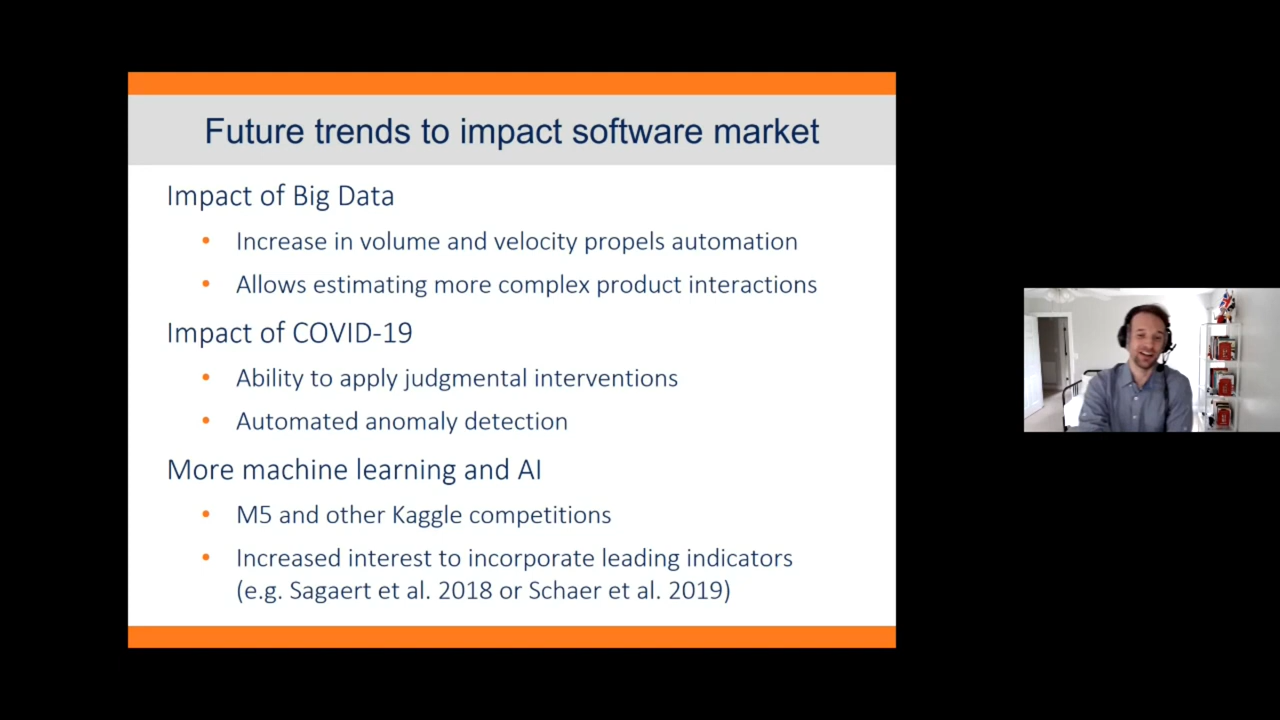 Future trends to impact software market
Impact of Big Data
• Increase in volume and velocity propels automation
• Allows estimating more complex product interactions
Impact of COVID-19
• Ability to apply judgmental interventions
• Automated anomaly detection
More machine learning and AI
• M5 and other Kaggle competitions
• Increased interest to incorporate leading indicators
(e.g. Sagaert et al. 2018 or Schaer et al. 2019)